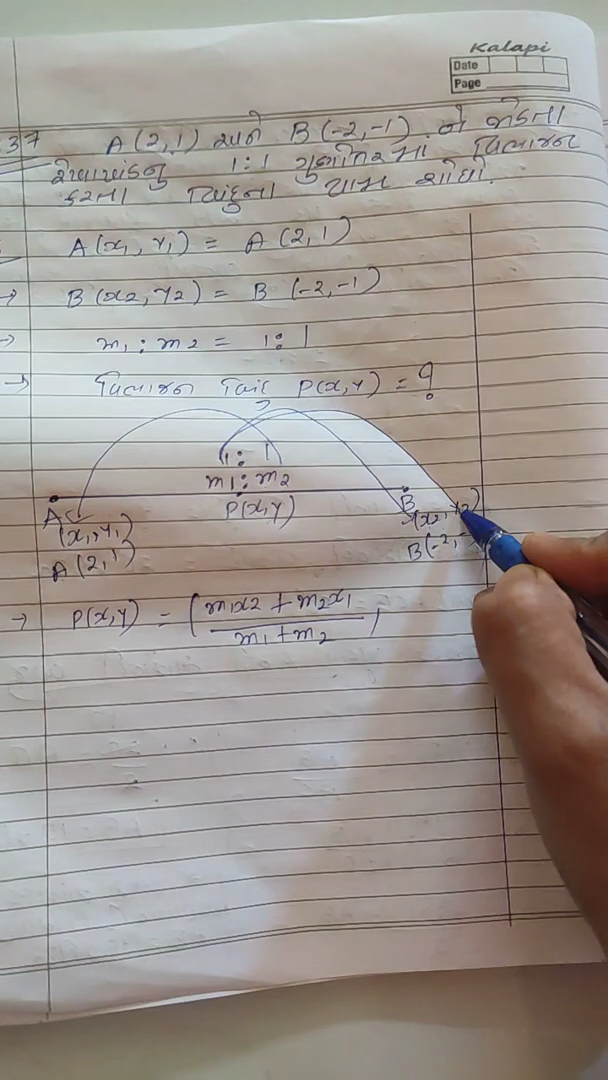 Kalapi
Date
Page
37 A(2,1) અને B(-2,-1) ને જોડતા
રેખાખંડનું 1:1 ગુણોત્તરમાં વિભાજન
કરતા બિંદુના યામ શોધો.
A(x₁, y₁) = A(2,1)
→ B(x₂, y₂) = B(-2,-1)
→ m₁ : m₂ = 1:1
→ વિભાજન બિંદુ P(x,y) = ?
1 : 1
m₁ : m₂
A P(x,y) B
(x₁, y₁) (x₂, y₂)
A(2,1) B(-2,-
→ P(x,y) = (m₁x₂ + m₂x₁ / m₁ + m₂ ,